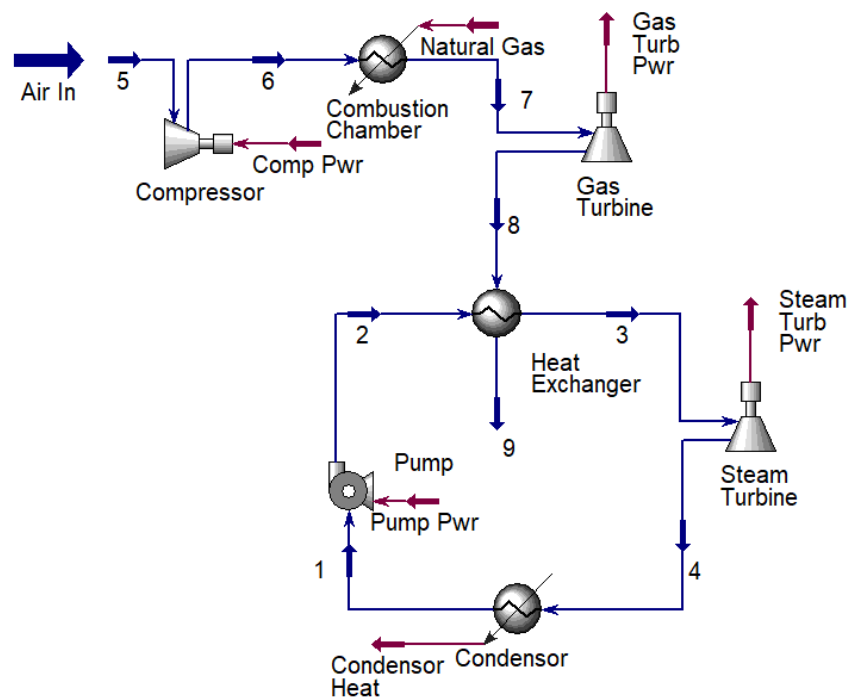 Air In
5
6
Natural Gas
Combustion
Chamber
7
Gas
Turb
Pwr
Comp Pwr
Compressor
Gas
Turbine
8
2
3
Steam
Turb
Pwr
Heat
Exchanger
9
Pump
Pump Pwr
Steam
Turbine
1
4
Condensor
Heat
Condensor